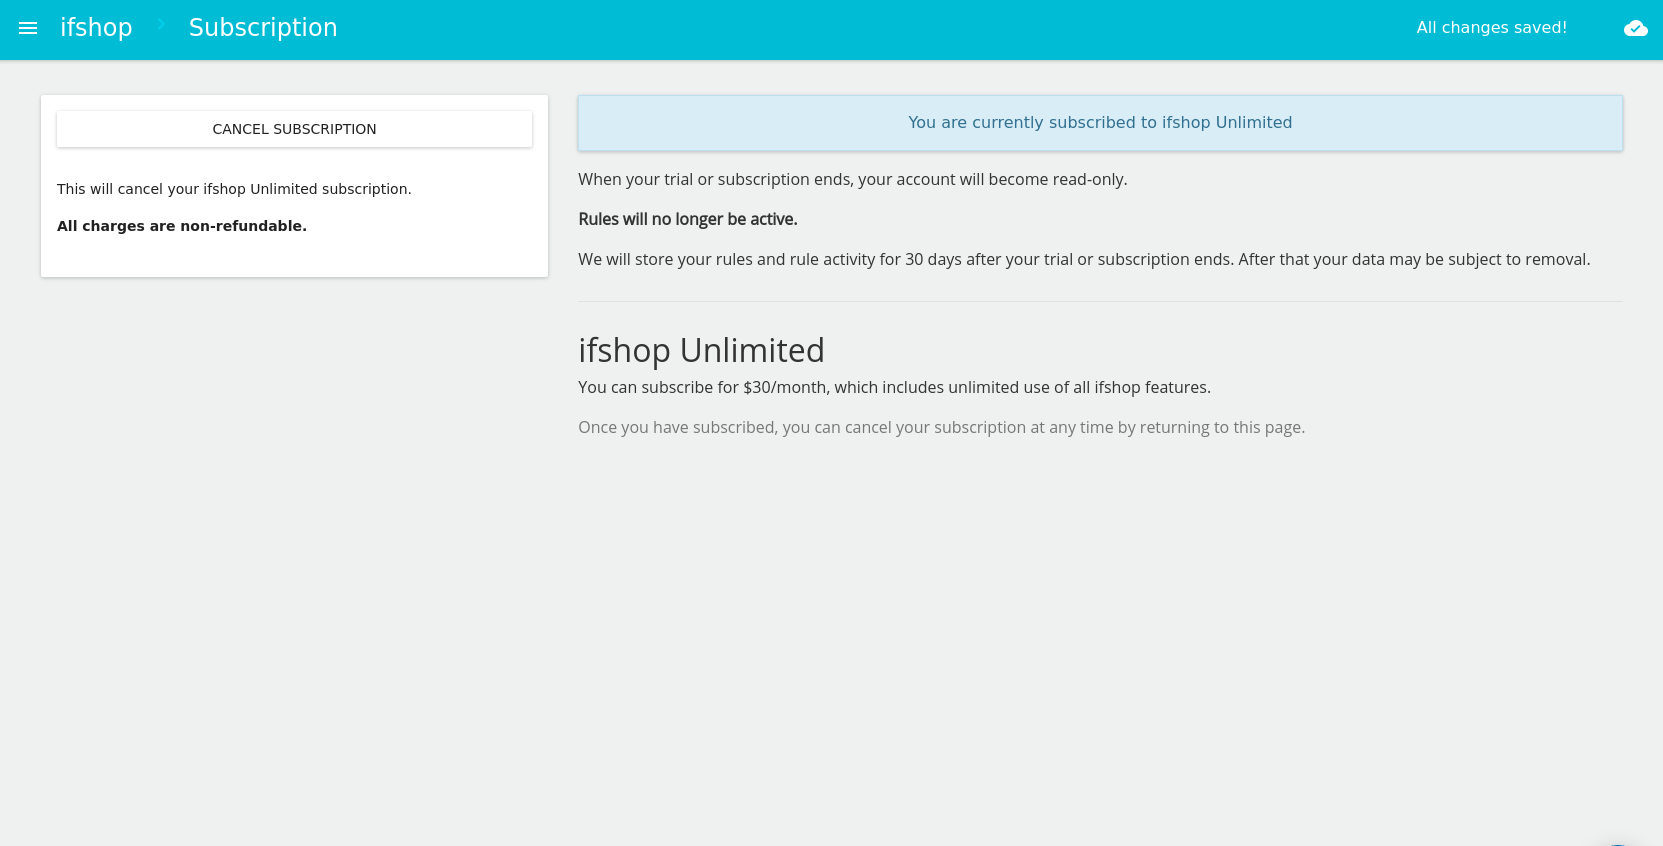 ifshop
Subscription
All changes saved!
CANCEL SUBSCRIPTION
This will cancel your ifshop Unlimited subscription.
All charges are non-refundable.
You are currently subscribed to ifshop Unlimited
When your trial or subscription ends, your account will become read-only.
Rules will no longer be active.
We will store your rules and rule activity for 30 days after your trial or subscription ends. After that your data may be subject to removal.
ifshop Unlimited
You can subscribe for $30/month, which includes unlimited use of all ifshop features.
Once you have subscribed, you can cancel your subscription at any time by returning to this page.